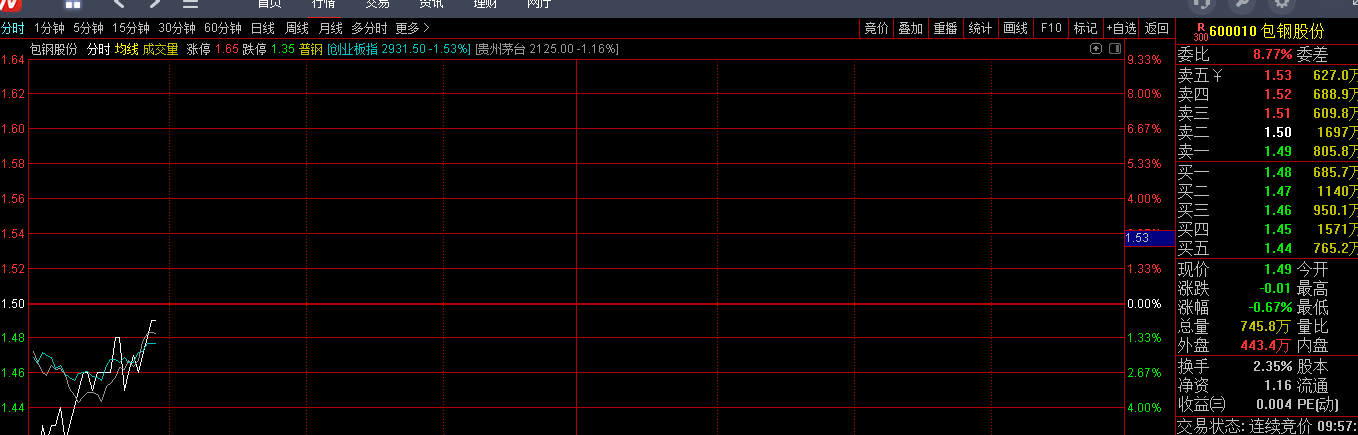 首页 行情 交易 资讯 理财 网厅
分时 1分钟 5分钟 15分钟 30分钟 60分钟 日线 周线 月线 多分时 更多 竞价 叠加 重播 统计 画线 F10 标记 +自选 返回
包钢股份 分时 均线 成交量 涨停 1.65 跌停 1.35 普钢 [创业板指 2931.50 -1.53%] [贵州茅台 2125.00 -1.16%]
1.64 9.33%
1.62 8.00%
1.60 6.67%
1.58 5.33%
1.56 4.00%
1.54
1.53
1.52 1.33%
1.50 0.00%
1.48 1.33%
1.46 2.67%
1.44 4.00%
R 300 600010 包钢股份
委比 8.77% 委差
卖五 ¥ 1.53 627.0万
卖四 1.52 688.9万
卖三 1.51 609.8万
卖二 1.50 1697万
卖一 1.49 805.8万
买一 1.48 685.7万
买二 1.47 1140万
买三 1.46 950.1万
买四 1.45 1571万
买五 1.44 765.2万
现价 1.49 今开
涨跌 -0.01 最高
涨幅 -0.67% 最低
总量 745.8万 量比
外盘 443.4万 内盘
换手 2.35% 股本
净资 1.16 流通
收益㈢ 0.004 PE(动)
交易状态: 连续竞价 09:57: